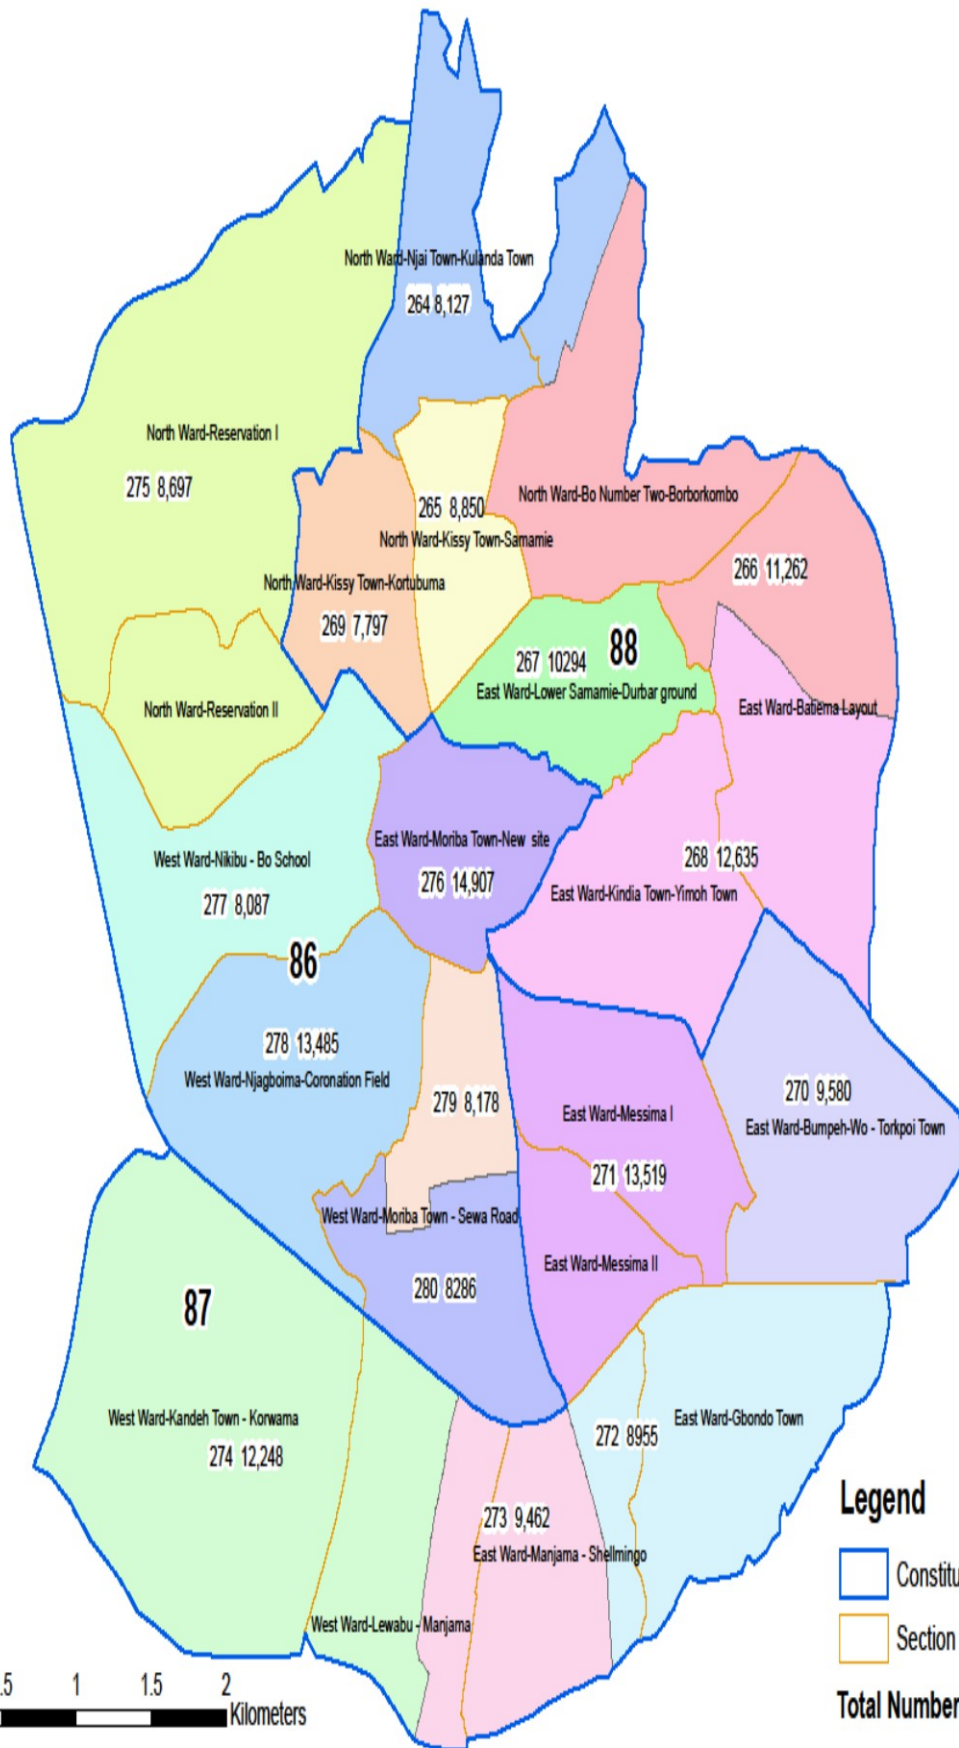 North Ward-Njai Town-Kulanda Town
264 8,127
North Ward-Reservation I
275 8,697
265 8,850
North Ward-Bo Number Two-Borborkombo
North Ward-Kissy Town-Samamie
266 11,262
North Ward-Kissy Town-Kortubuma
269 7,797
88
267 10294
East Ward-Lower Samamie-Durbar ground
North Ward-Reservation II
East Ward-Batiema Layout
East Ward-Moriba Town-New site
276 14,907
West Ward-Nikibu - Bo School
277 8,087
268 12,635
East Ward-Kindia Town-Yimoh Town
86
278 13,485
West Ward-Njagboima-Coronation Field
279 8,178
East Ward-Messima I
270 9,580
East Ward-Bumpeh-Wo - Torkpoi Town
271 13,519
West Ward-Moriba Town - Sewa Road
East Ward-Messima II
280 8286
87
West Ward-Kandeh Town - Korwama
274 12,248
272 8955
East Ward-Gbondo Town
273 9,462
East Ward-Manjama - Shellmingo
West Ward-Lewabu - Manjama
Legend
Constitu
Section
Total Number
.5 1 1.5 2
Kilometers